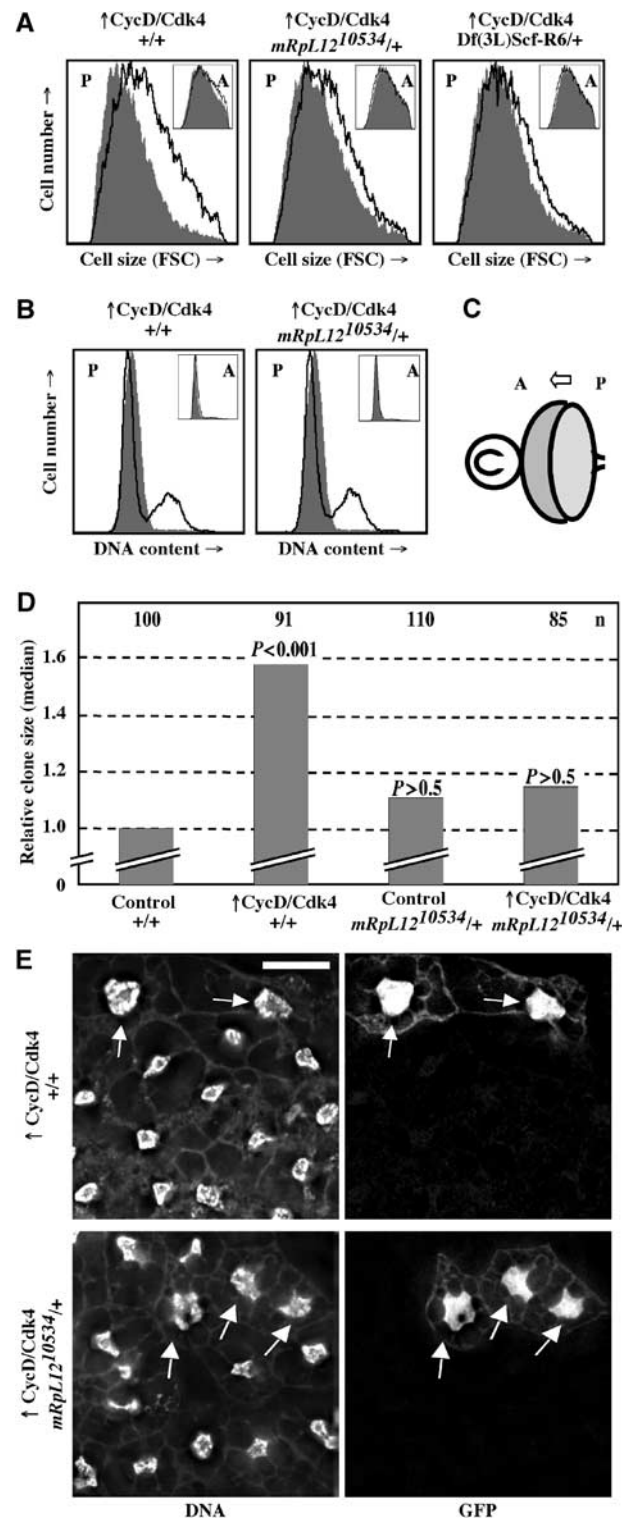 A
↑CycD/Cdk4
+/+
↑CycD/Cdk4
mRpL12^10534/+
↑CycD/Cdk4
Df(3L)Scf-R6/+
Cell number →
P
A
P
A
P
A
Cell size (FSC) →
Cell size (FSC) →
Cell size (FSC) →
B
↑CycD/Cdk4
+/+
↑CycD/Cdk4
mRpL12^10534/+
C
Cell number →
P
A
P
A
A
P
DNA content →
DNA content →
D
100
91
110
85
n
Relative clone size (median)
1.6
1.4
1.2
1.0
0
P<0.001
P>0.5
P>0.5
Control
+/+
↑CycD/Cdk4
+/+
Control
mRpL12^10534/+
↑CycD/Cdk4
mRpL12^10534/+
E
↑ CycD/Cdk4
+/+
↑ CycD/Cdk4
mRpL12^10534/+
DNA
GFP